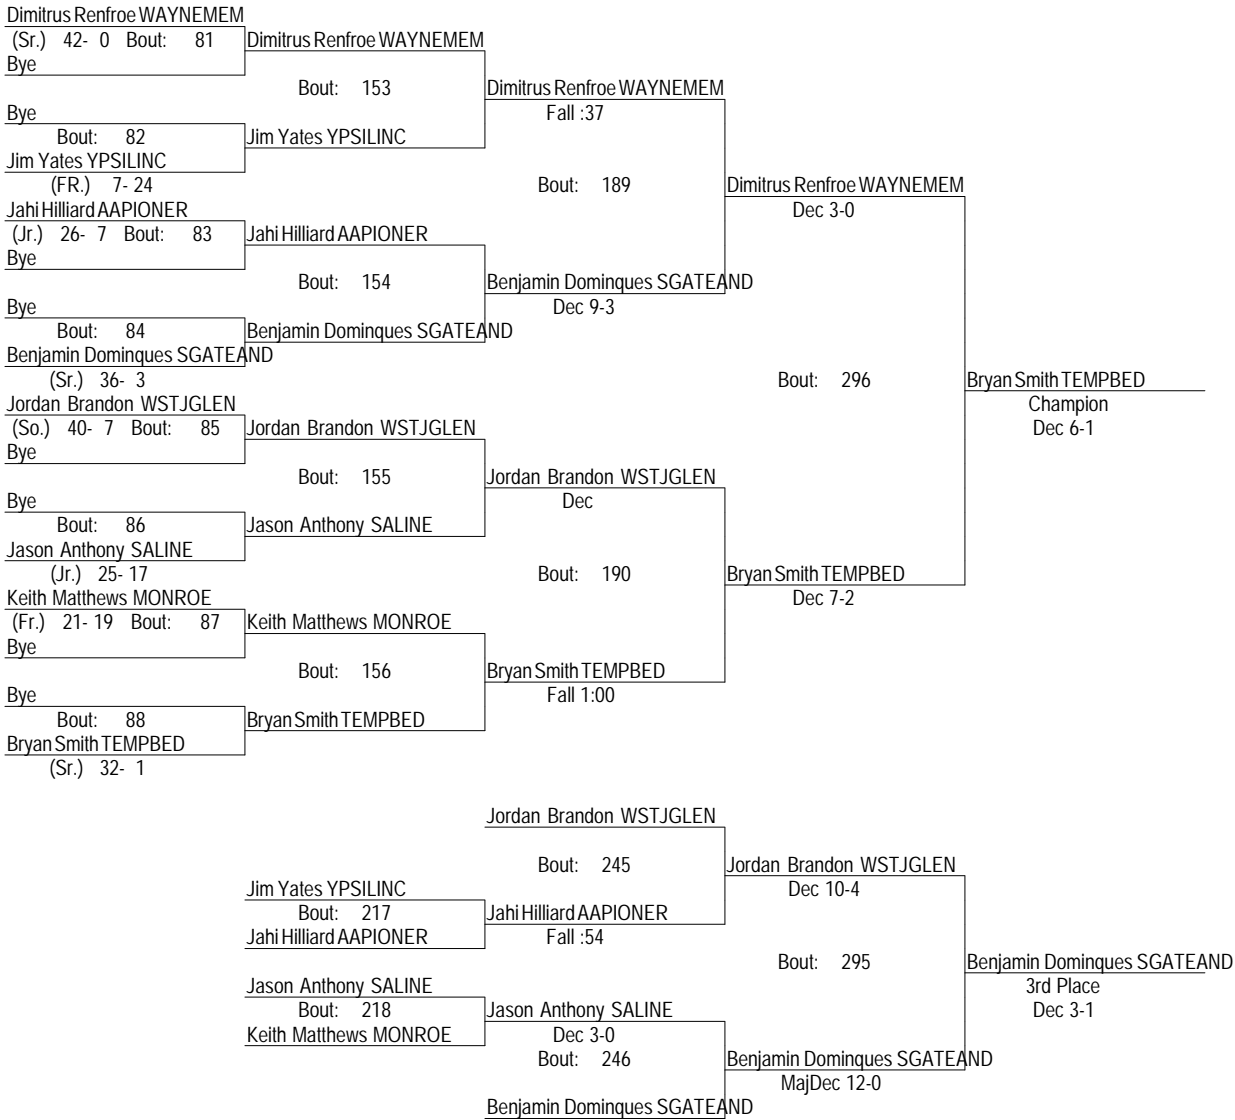 Dimitrus Renfroe WAYNEMEM
(Sr.) 42- 0 Bout: 81 Dimitrus Renfroe WAYNEMEM
Bye
Bout: 153 Dimitrus Renfroe WAYNEMEM
Bye Fall :37
Bout: 82 Jim Yates YPSILINC
Jim Yates YPSILINC
(FR.) 7- 24 Bout: 189 Dimitrus Renfroe WAYNEMEM
Jahi Hilliard AAPIONER Dec 3-0
(Jr.) 26- 7 Bout: 83 Jahi Hilliard AAPIONER
Bye
Bout: 154 Benjamin Dominques SGATEAND
Bye Dec 9-3
Bout: 84 Benjamin Dominques SGATEAND
Benjamin Dominques SGATEAND
(Sr.) 36- 3 Bout: 296 Bryan Smith TEMPBED
Jordan Brandon WSTJGLEN Champion
(So.) 40- 7 Bout: 85 Jordan Brandon WSTJGLEN Dec 6-1
Bye
Bout: 155 Jordan Brandon WSTJGLEN
Bye Dec
Bout: 86 Jason Anthony SALINE
Jason Anthony SALINE
(Jr.) 25- 17 Bout: 190 Bryan Smith TEMPBED
Keith Matthews MONROE Dec 7-2
(Fr.) 21- 19 Bout: 87 Keith Matthews MONROE
Bye
Bout: 156 Bryan Smith TEMPBED
Bye Fall 1:00
Bout: 88 Bryan Smith TEMPBED
Bryan Smith TEMPBED
(Sr.) 32- 1
Jordan Brandon WSTJGLEN
Bout: 245 Jordan Brandon WSTJGLEN
Jim Yates YPSILINC Dec 10-4
Bout: 217 Jahi Hilliard AAPIONER
Jahi Hilliard AAPIONER Fall :54
Bout: 295 Benjamin Dominques SGATEAND
Jason Anthony SALINE 3rd Place
Bout: 218 Jason Anthony SALINE Dec 3-1
Keith Matthews MONROE Dec 3-0
Bout: 246 Benjamin Dominques SGATEAND
MajDec 12-0
Benjamin Dominques SGATEAND